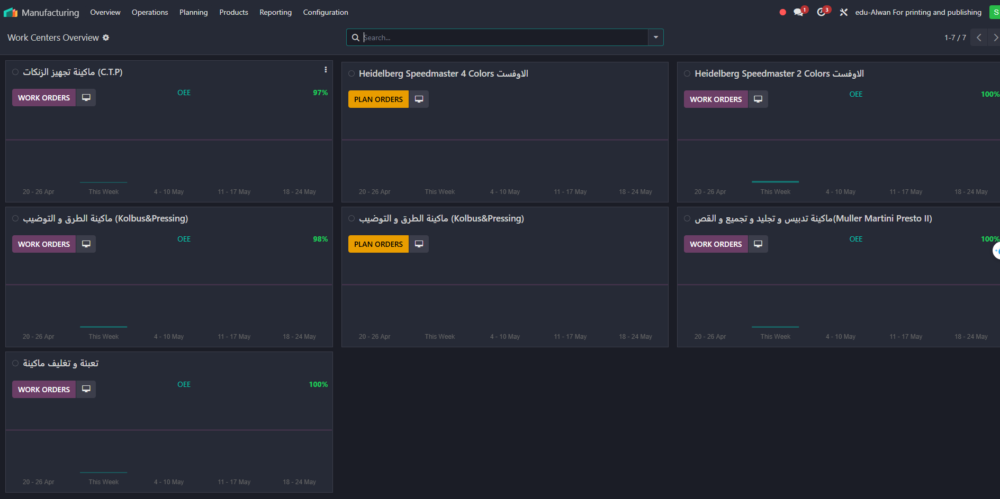 Manufacturing Overview Operations Planning Products Reporting Configuration 1 3 edu-Alwan For printing and publishing S
Work Centers Overview Search... 1-7 / 7
ماكينة تجهيز الزنكات (C.T.P)
WORK ORDERS OEE 97%
20 - 26 Apr This Week 4 - 10 May 11 - 17 May 18 - 24 May
Heidelberg Speedmaster 4 Colors الاوفست
PLAN ORDERS
20 - 26 Apr This Week 4 - 10 May 11 - 17 May 18 - 24 May
Heidelberg Speedmaster 2 Colors الاوفست
WORK ORDERS OEE 100%
20 - 26 Apr This Week 4 - 10 May 11 - 17 May 18 - 24 May
ماكينة الطرق و التوضيب (Kolbus&Pressing)
WORK ORDERS OEE 98%
20 - 26 Apr This Week 4 - 10 May 11 - 17 May 18 - 24 May
ماكينة الطرق و التوضيب (Kolbus&Pressing)
PLAN ORDERS
20 - 26 Apr This Week 4 - 10 May 11 - 17 May 18 - 24 May
ماكينة تدبيس و تجليد و تجميع و القص(Muller Martini Presto II)
WORK ORDERS OEE 100%
20 - 26 Apr This Week 4 - 10 May 11 - 17 May 18 - 24 May
تعبئة و تغليف ماكينة
WORK ORDERS OEE 100%
20 - 26 Apr This Week 4 - 10 May 11 - 17 May 18 - 24 May